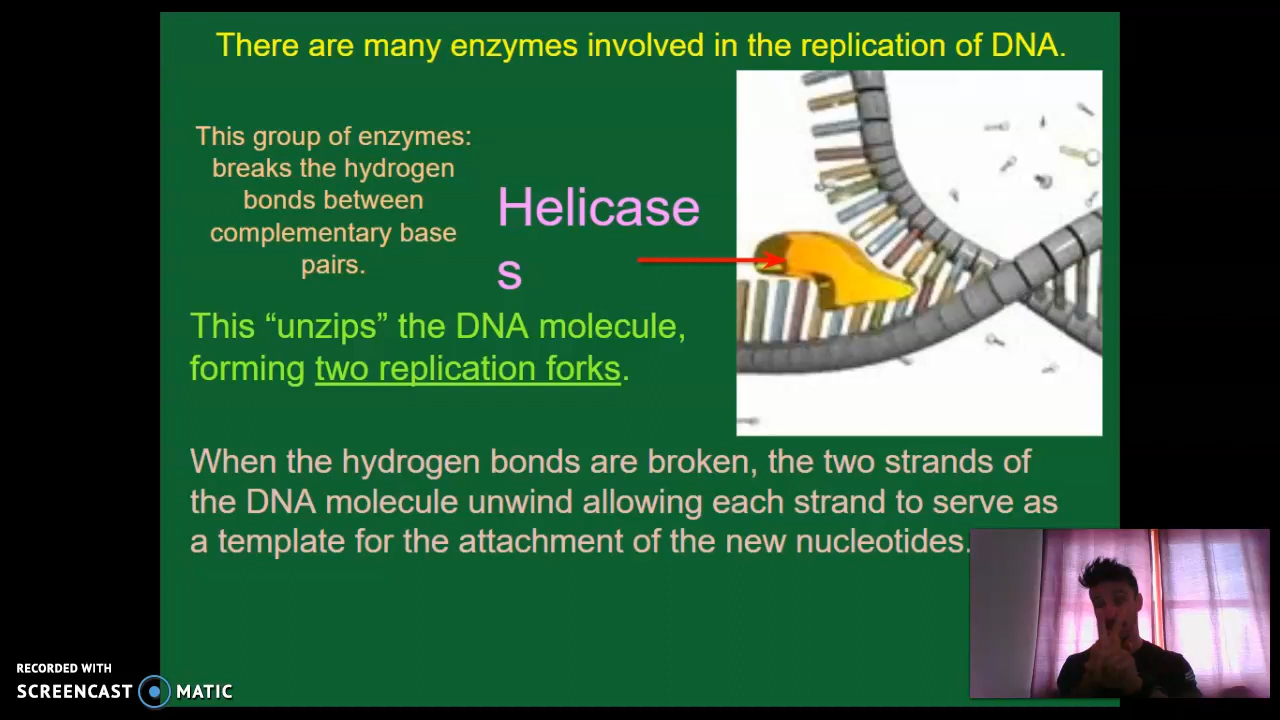 There are many enzymes involved in the replication of DNA.
This group of enzymes:
breaks the hydrogen
bonds between
complementary base
pairs.
Helicase
s
This “unzips” the DNA molecule,
forming two replication forks.
When the hydrogen bonds are broken, the two strands of
the DNA molecule unwind allowing each strand to serve as
a template for the attachment of the new nucleotides.
RECORDED WITH
SCREENCAST MATIC